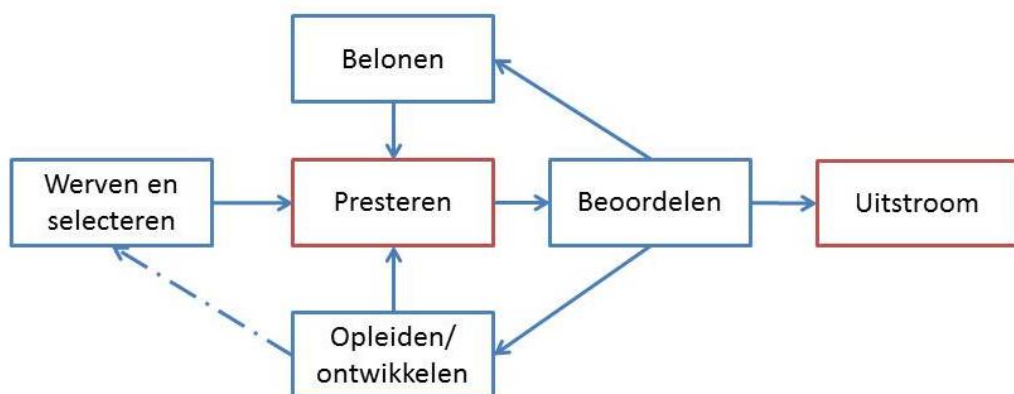 Belonen
Werven en
selecteren
Presteren
Beoordelen
Uitstroom
Opleiden/
ontwikkelen